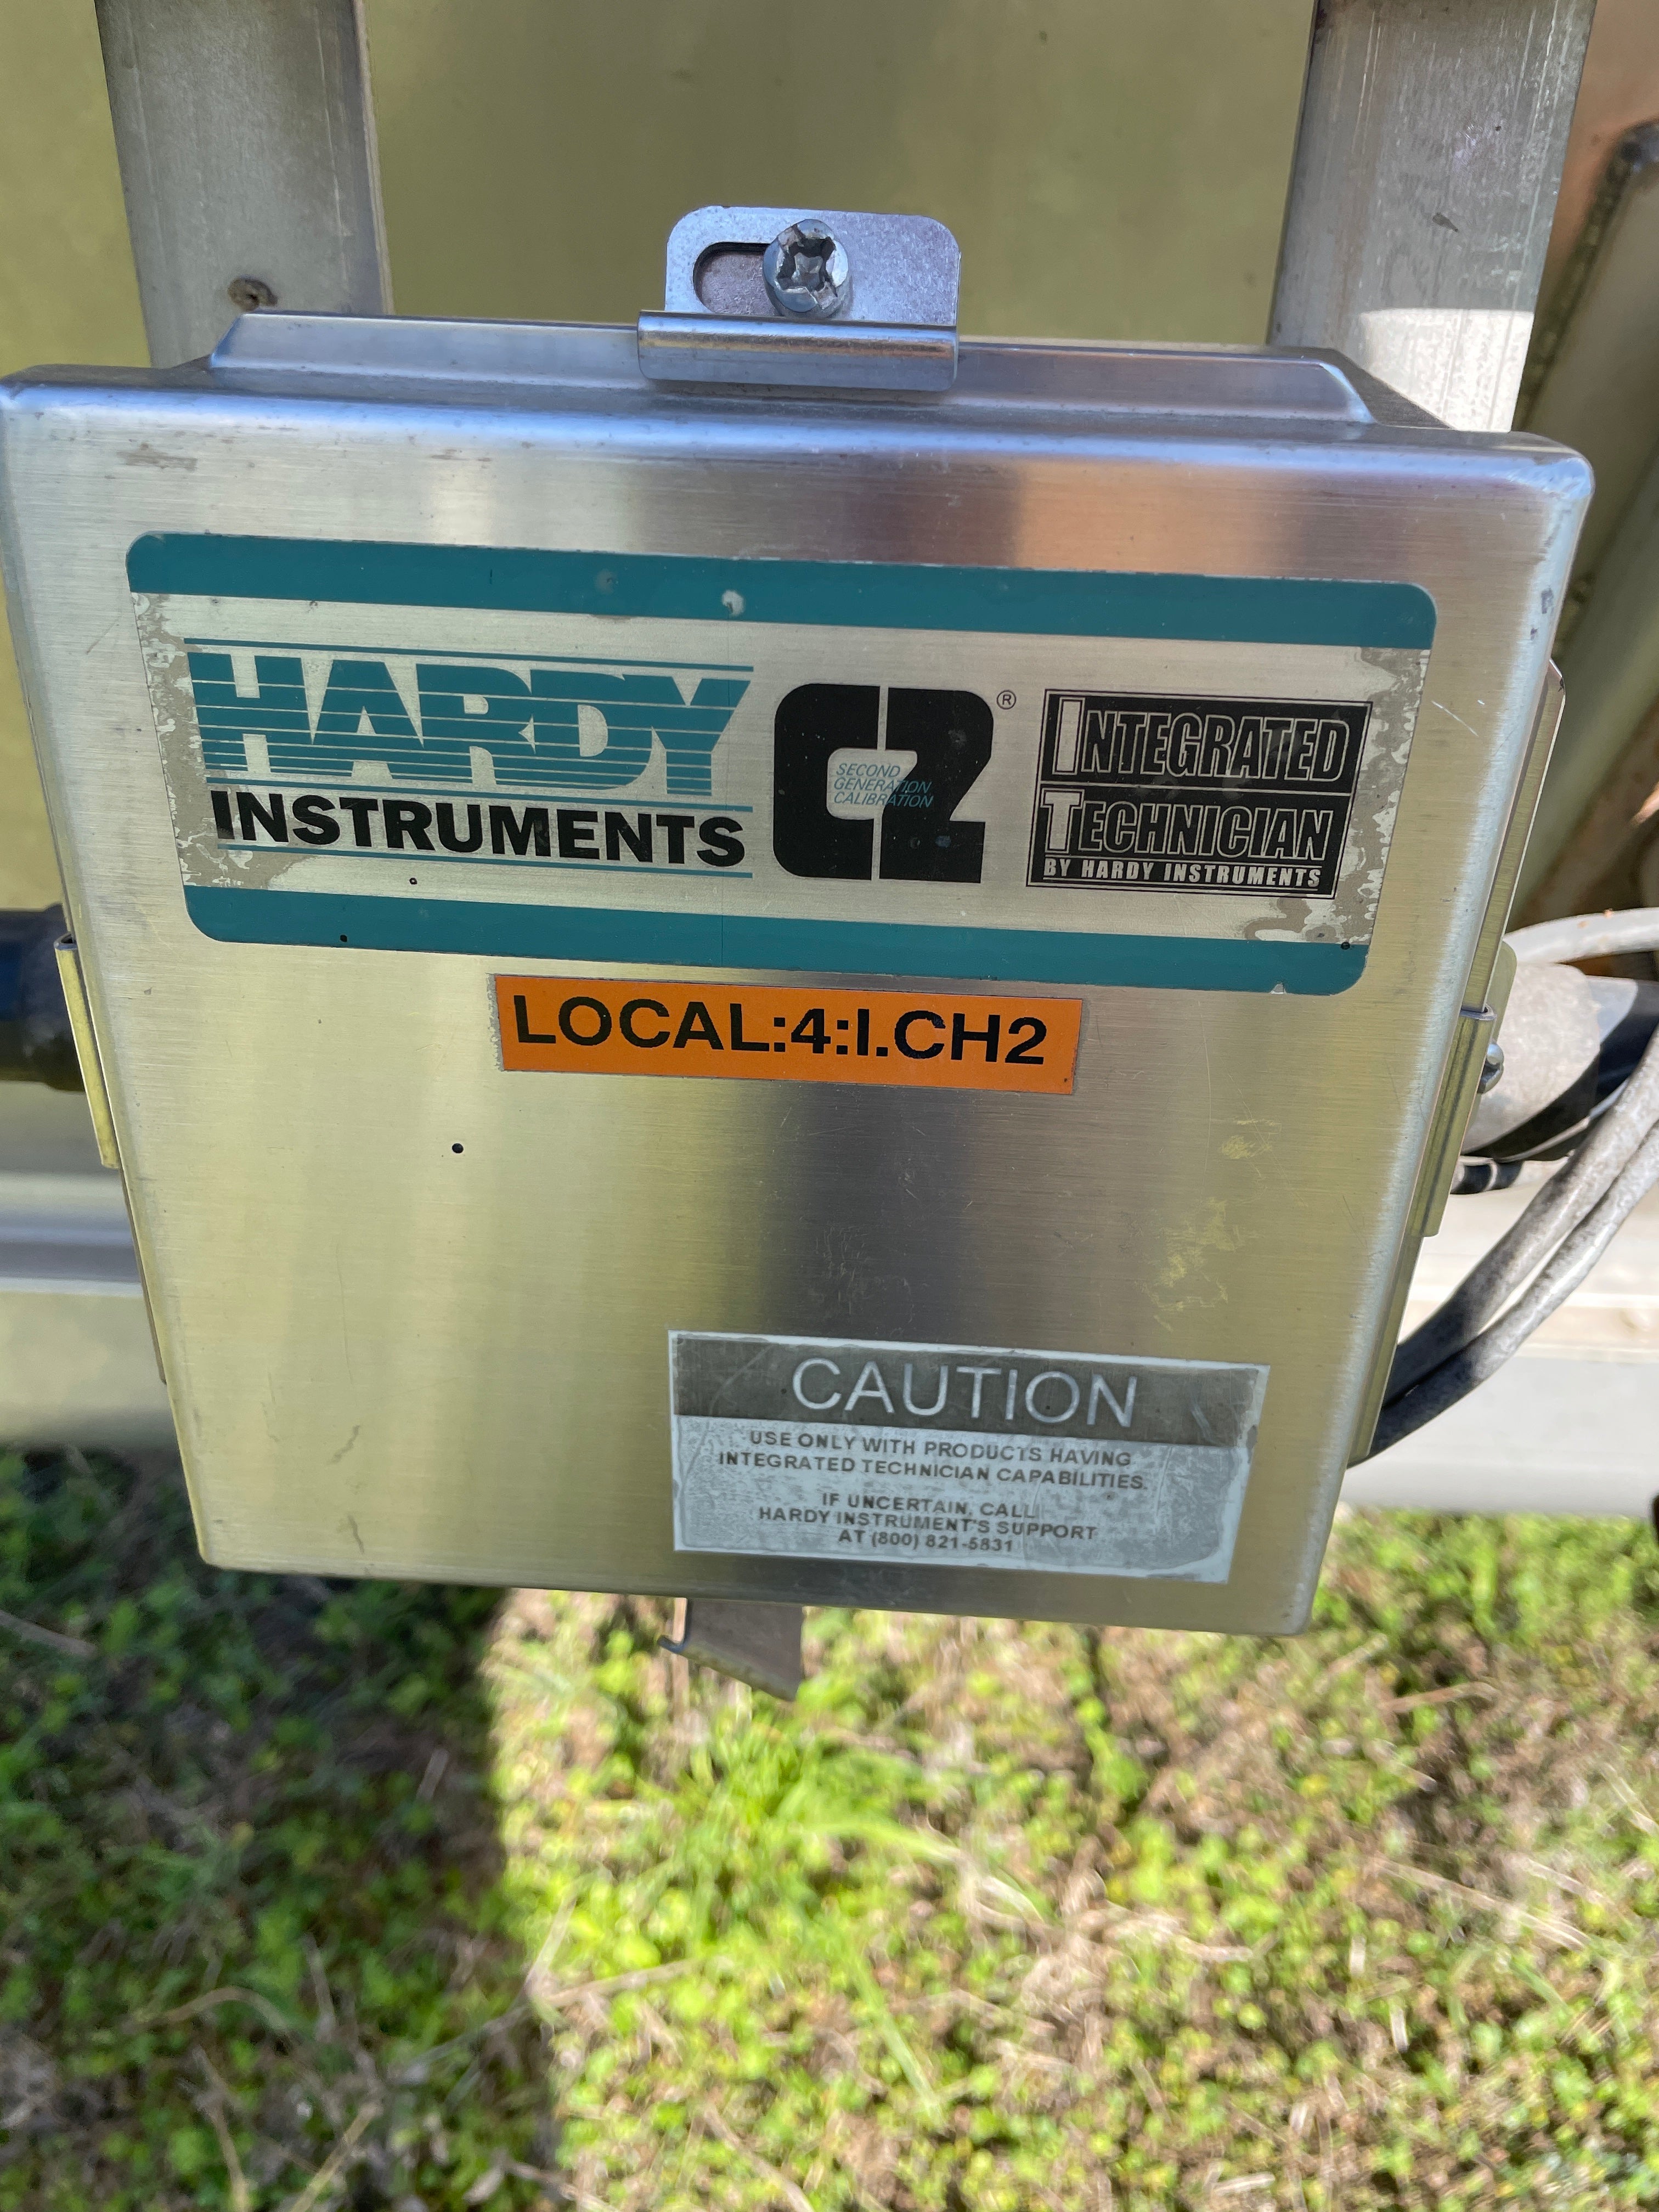 HARDY
INSTRUMENTS
C2®
SECOND
GENERATION
CALIBRATION
INTEGRATED
TECHNICIAN
BY HARDY INSTRUMENTS
LOCAL:4:I.CH2
CAUTION
USE ONLY WITH PRODUCTS HAVING
INTEGRATED TECHNICIAN CAPABILITIES.
IF UNCERTAIN, CALL
HARDY INSTRUMENT'S SUPPORT
AT (800) 821-5831